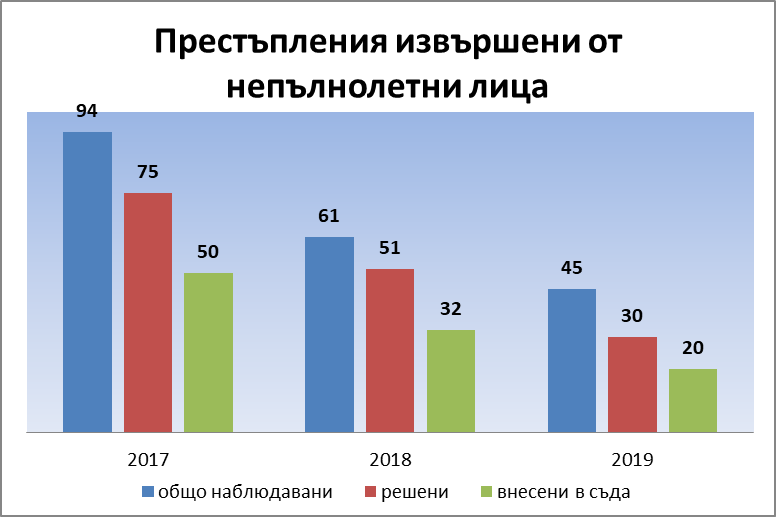 Престъпления извършени от
непълнолетни лица
94
75
50
61
51
32
45
30
20
2017
2018
2019
общо наблюдавани
решени
внесени в съда